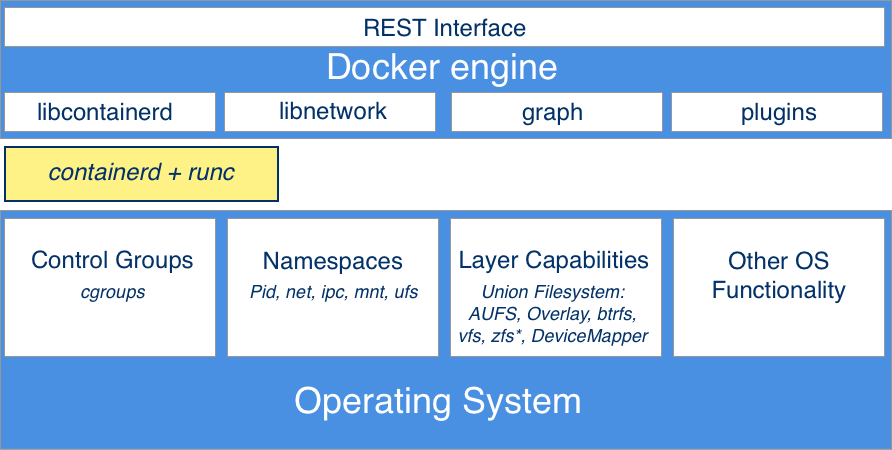 REST Interface
Docker engine
libcontainerd
libnetwork
graph
plugins
containerd + runc
Control Groups
cgroups
Namespaces
Pid, net, ipc, mnt, ufs
Layer Capabilities
Union Filesystem:
AUFS, Overlay, btrfs,
vfs, zfs*, DeviceMapper
Other OS
Functionality
Operating System